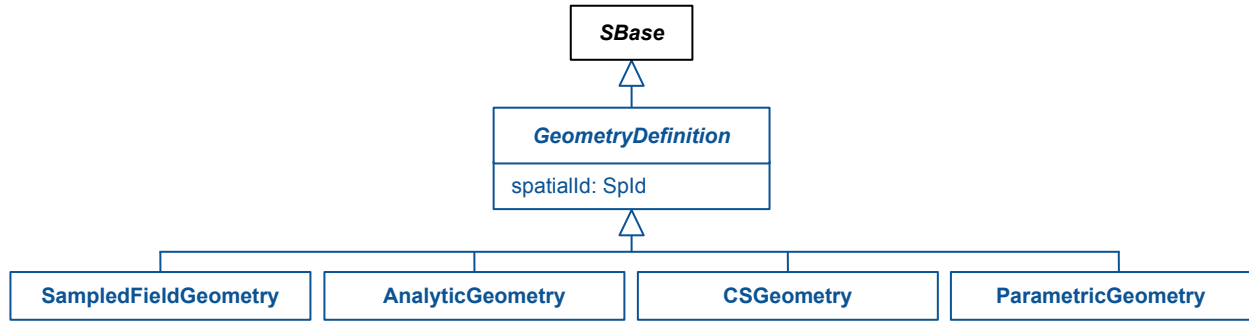 SBase
GeometryDefinition
spatialId: SpId
SampledFieldGeometry
AnalyticGeometry
CSGeometry
ParametricGeometry